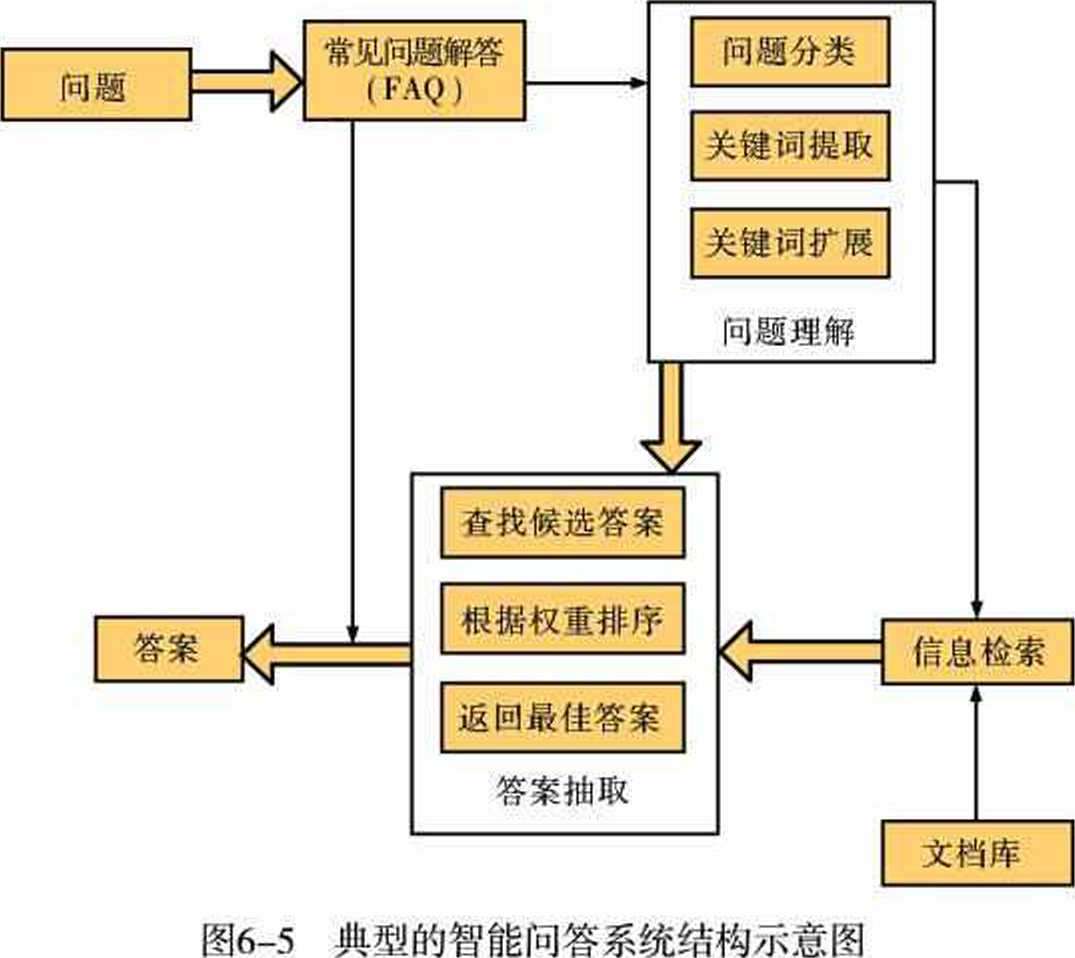 问题
常见问题解答
(FAQ)
问题分类
关键词提取
关键词扩展
问题理解
查找候选答案
根据权重排序
返回最佳答案
答案抽取
答案
信息检索
文档库
图6-5 典型的智能问答系统结构示意图